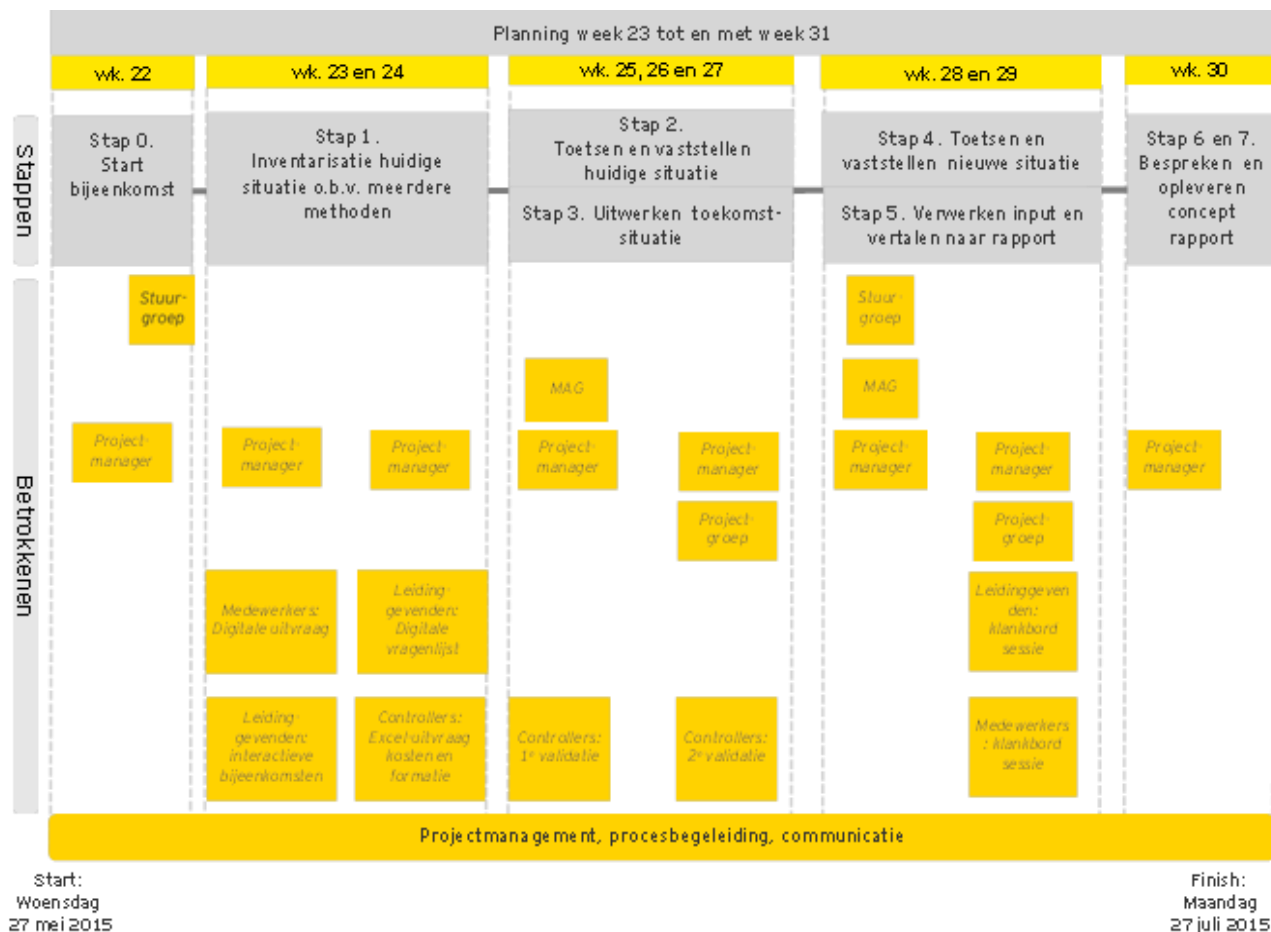 Planning week 23 tot en met week 31
wk. 22
wk. 23 en 24
wk. 25, 26 en 27
wk. 28 en 29
wk. 30
Stappen
Stap 0.
Start
bijeenkomst
Stap 1.
Inventarisatie huidige
situatie o.b.v. meerdere
methoden
Stap 2.
Toetsen en vaststellen
huidige situatie
Stap 3. Uitwerken toekomst-
situatie
Stap 4. Toetsen en
vaststellen nieuwe situatie
Stap 5. Verwerken input en
vertalen naar rapport
Stap 6 en 7.
Bespreken en
opleveren
concept
rapport
Betrokkenen
Stuur-
groep
Stuur-
groep
MAG
MAG
Project-
manager
Project-
manager
Project-
manager
Project-
manager
Project-
manager
Project-
manager
Project-
manager
Project-
manager
Project-
groep
Project-
groep
Medewerkers:
Digitale uitvraag
Leiding-
gevenden:
Digitale
vragenlijst
Leidinggeven
den:
klankbord
sessie
Leiding-
gevenden:
interactieve
bijeenkomsten
Controllers:
Excel-uitvraag
kosten en
formatie
Controllers:
1e validatie
Controllers:
2e validatie
Medewerkers
: klankbord
sessie
Projectmanagement, procesbegeleiding, communicatie
Start:
Woensdag
27 mei 2015
Finish:
Maandag
27 juli 2015